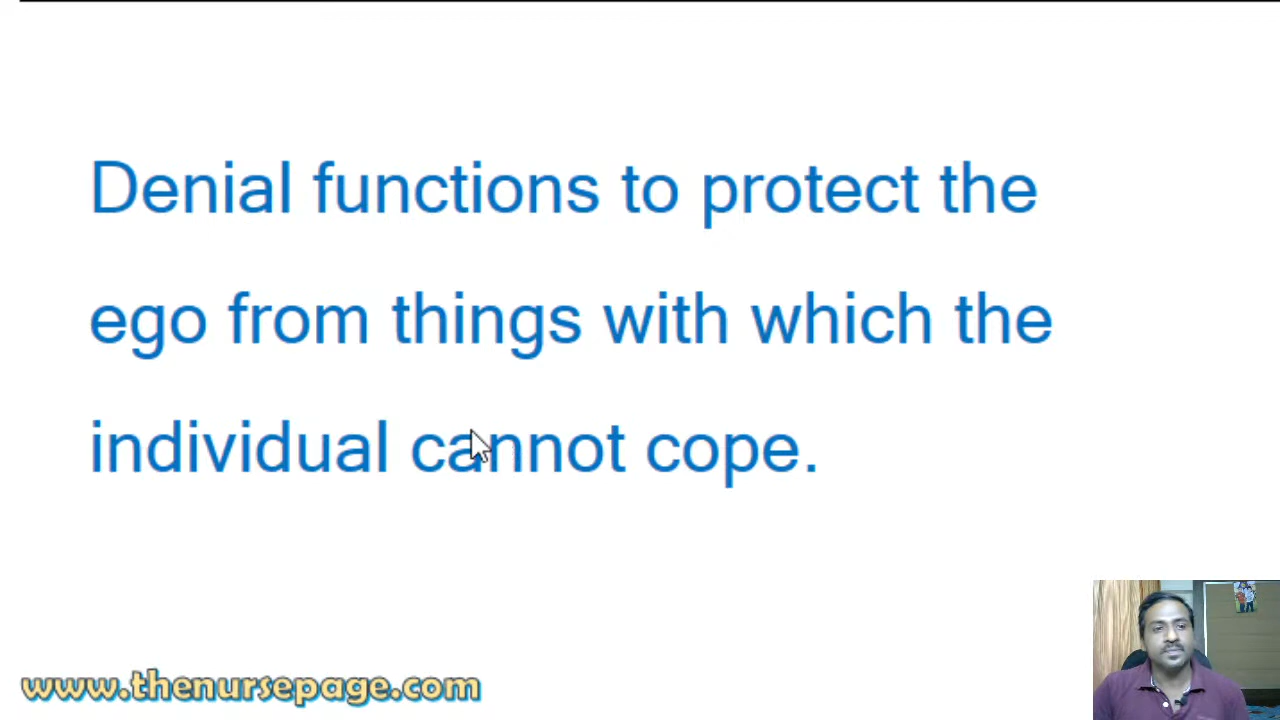 Denial functions to protect the
ego from things with which the
individual cannot cope.
www.thenursepage.com